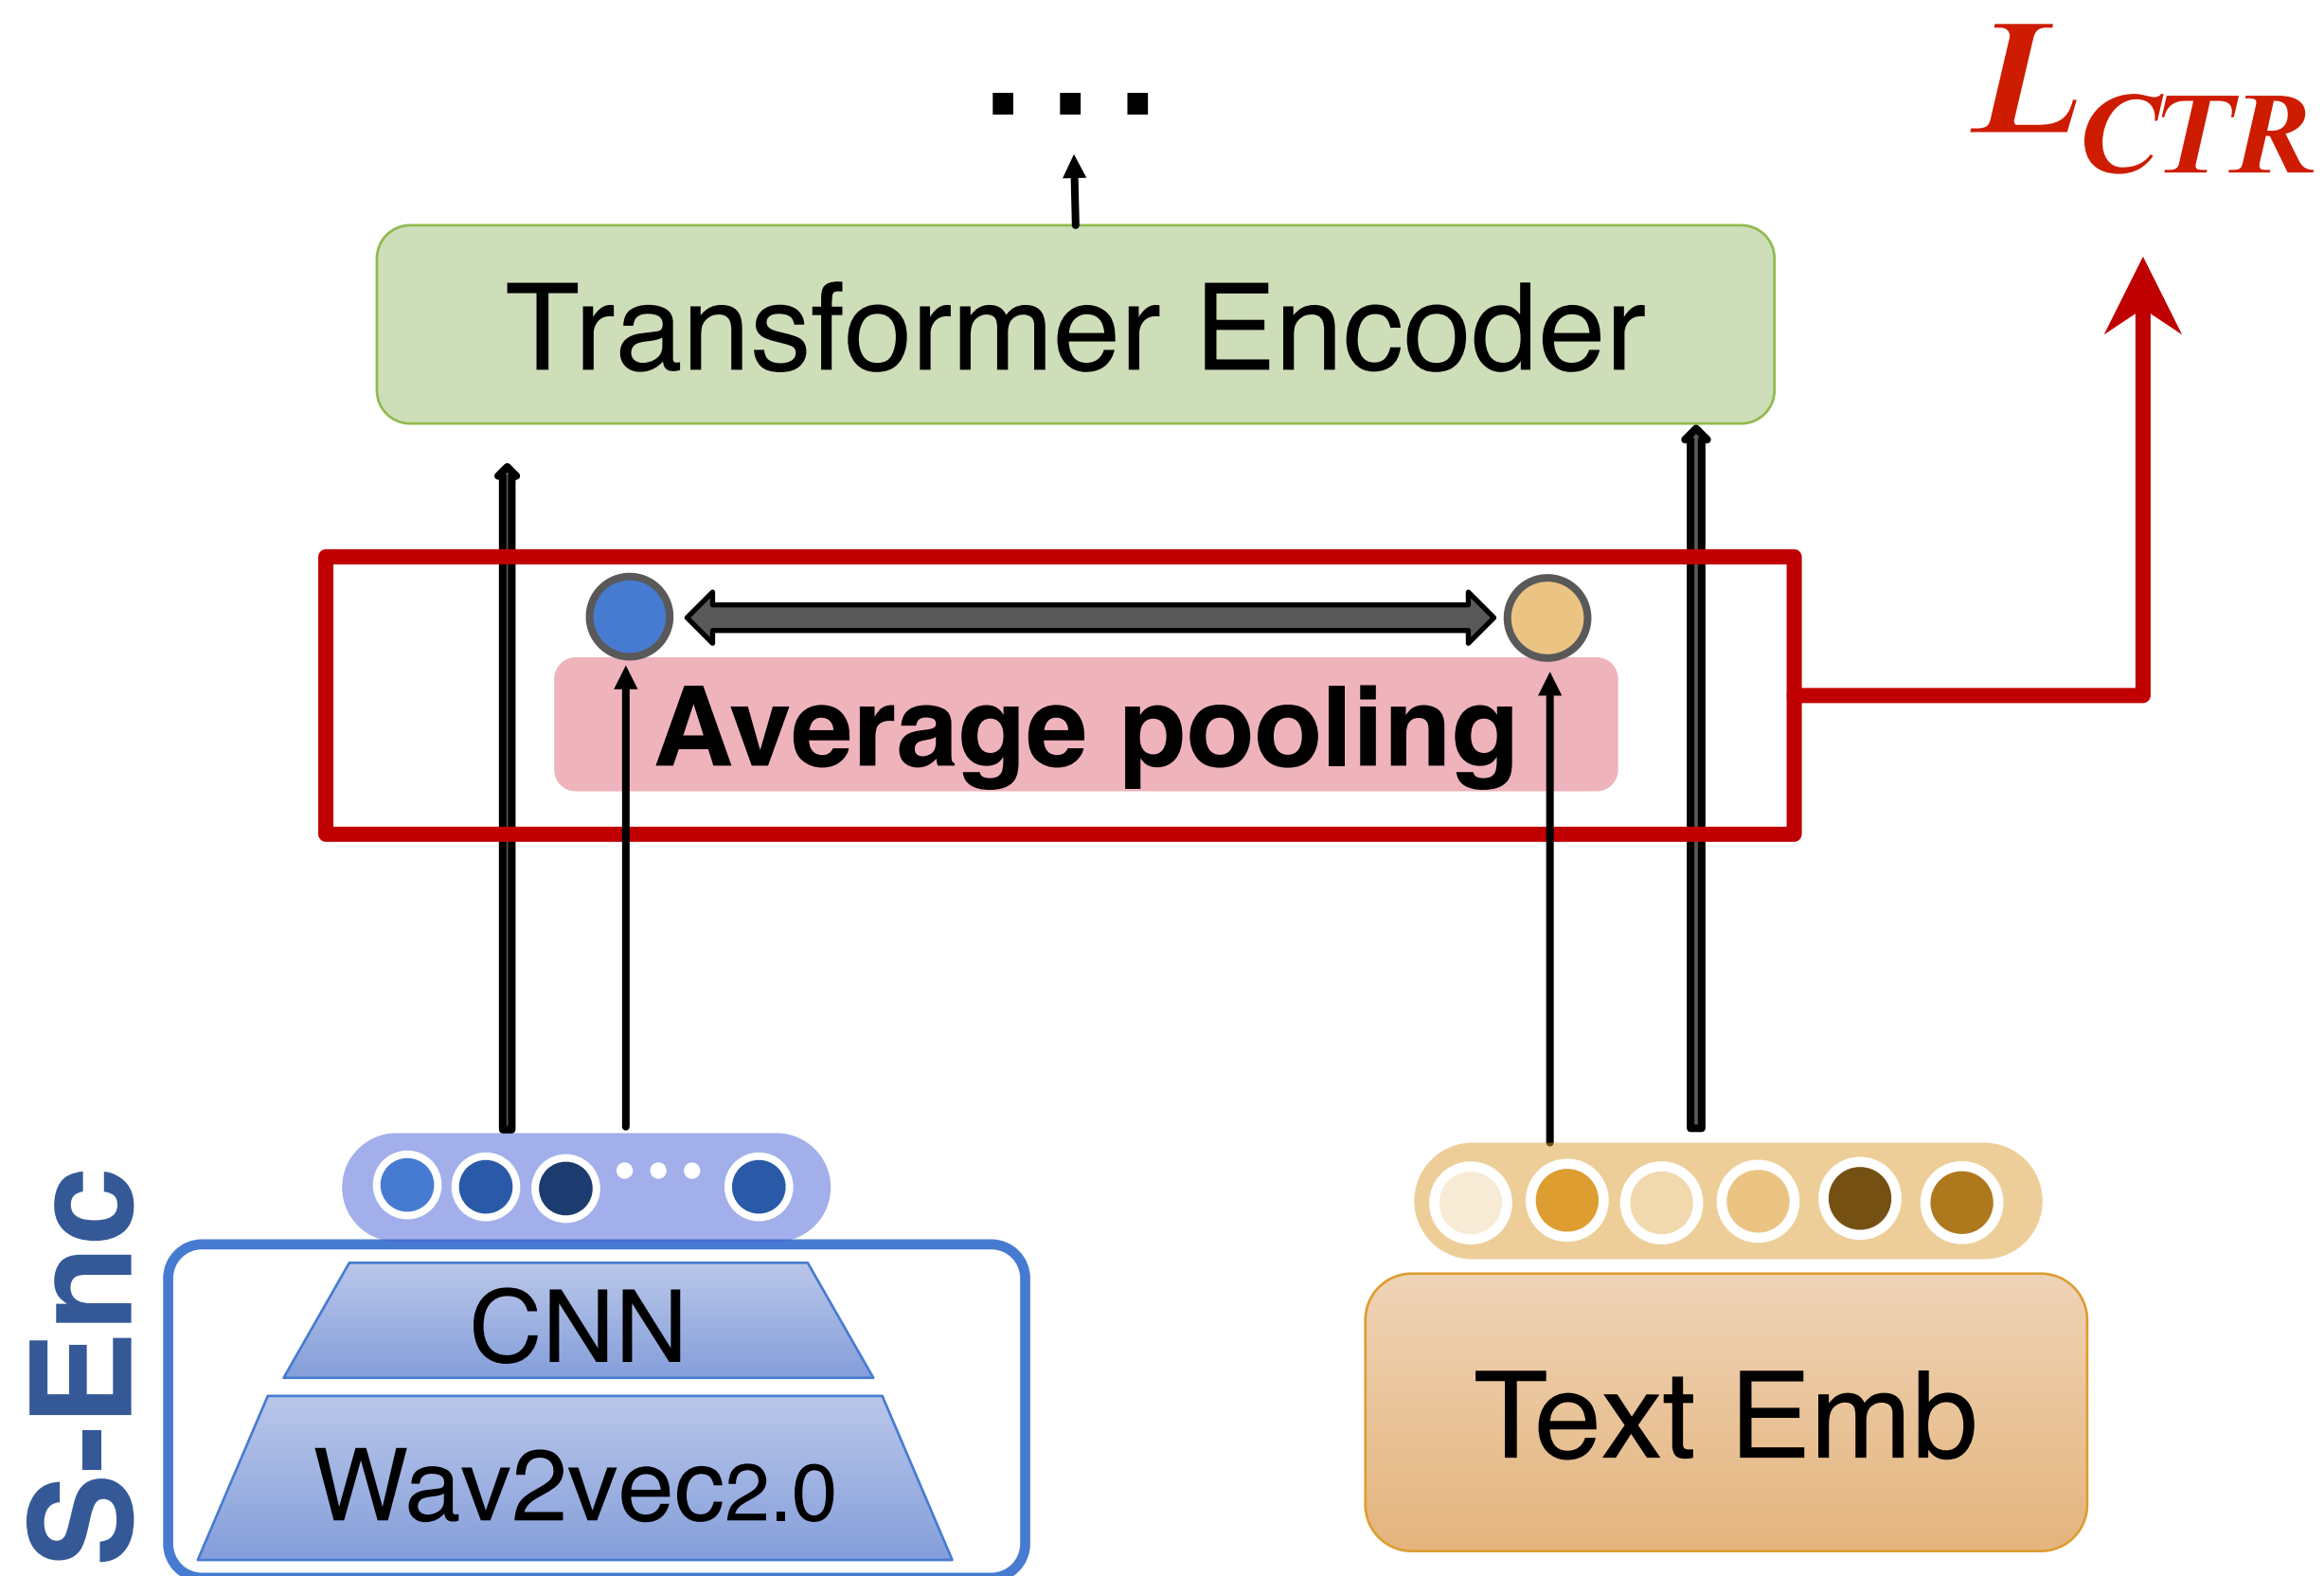 ...
L_CTR
Transformer Encoder
Average pooling
S-Enc
CNN
Wav2vec2.0
Text Emb